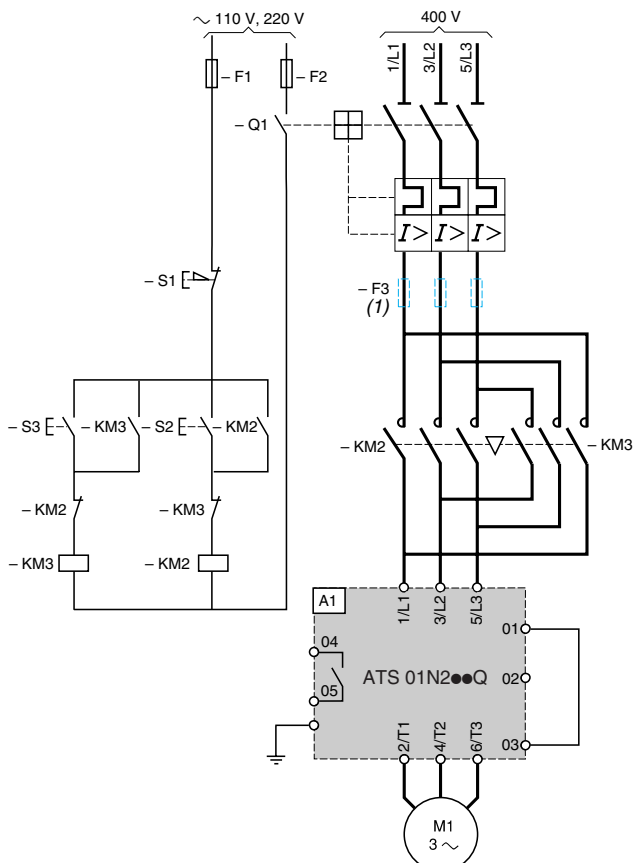 ∼ 110 V, 220 V
400 V
1/L1
3/L2
5/L3
– F1
– F2
– Q1
I> I> I>
– S1
– F3
(1)
– S3
– KM3
– S2
– KM2
– KM2
– KM3
– KM2
– KM3
– KM3
– KM2
A1
1/L1
3/L2
5/L3
01
04
ATS 01N2●●Q
02
05
2/T1
4/T2
6/T3
03
M1
3 ∼